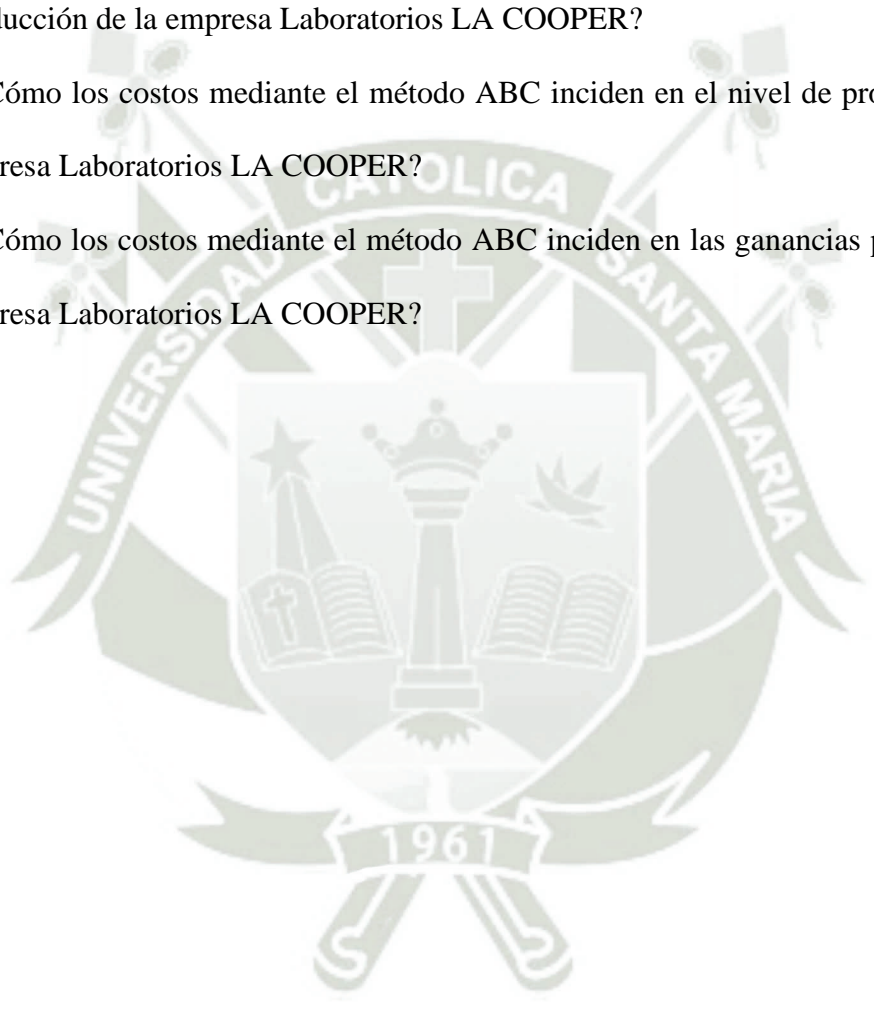 ducción de la empresa Laboratorios LA COOPER?
Cómo los costos mediante el método ABC inciden en el nivel de pro
resa Laboratorios LA COOPER?
Cómo los costos mediante el método ABC inciden en las ganancias p
resa Laboratorios LA COOPER?
UNIVERSIDAD CATOLICA SANTA MARIA
1961